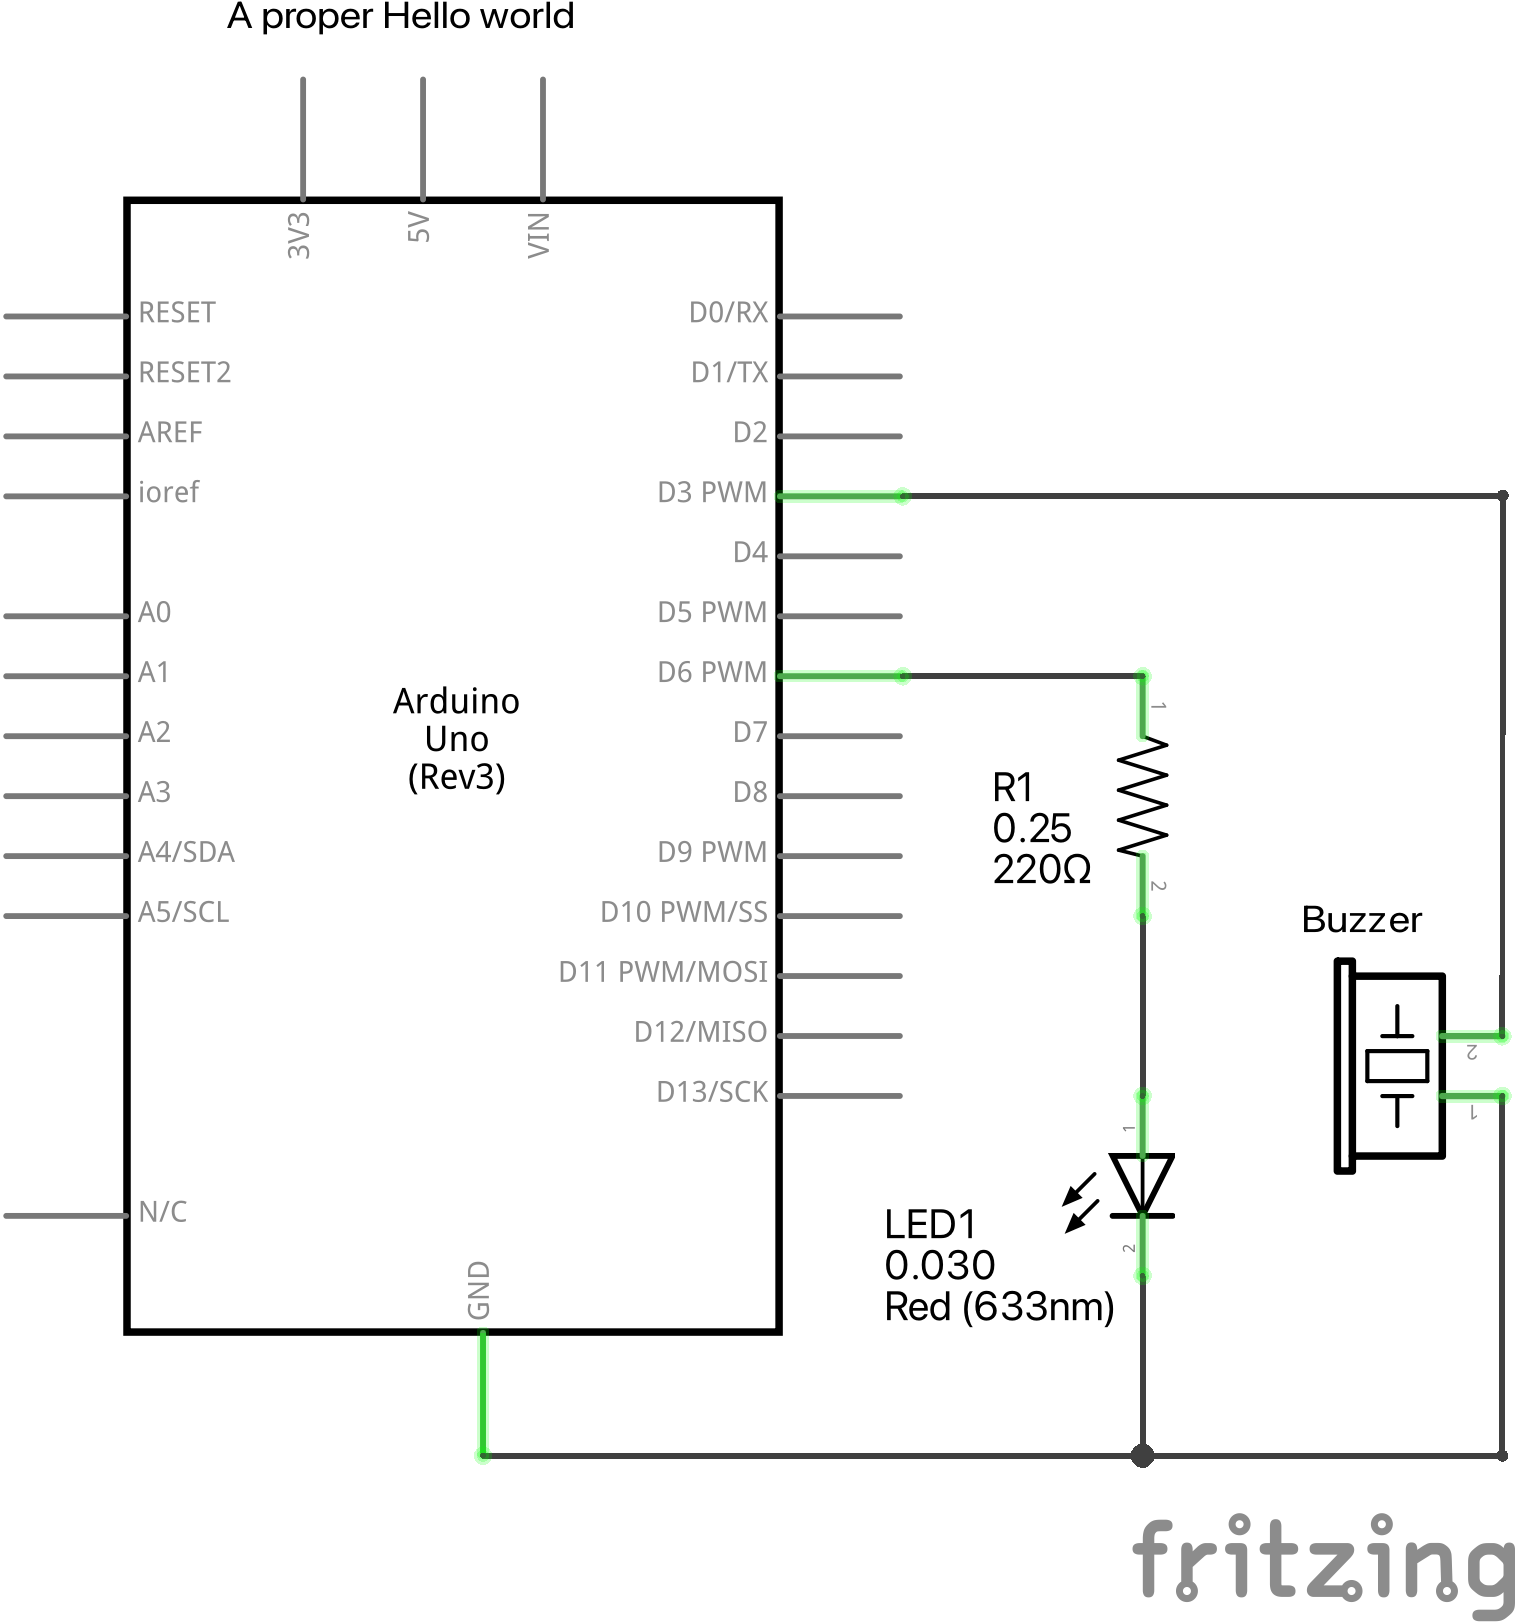 A proper Hello world
3V3
5V
VIN
RESET
RESET2
AREF
ioref
A0
A1
A2
A3
A4/SDA
A5/SCL
N/C
Arduino
Uno
(Rev3)
D0/RX
D1/TX
D2
D3 PWM
D4
D5 PWM
D6 PWM
D7
D8
D9 PWM
D10 PWM/SS
D11 PWM/MOSI
D12/MISO
D13/SCK
GND
1
R1
0.25
220Ω
2
1
LED1
0.030
Red (633nm)
2
Buzzer
2
1
fritzing